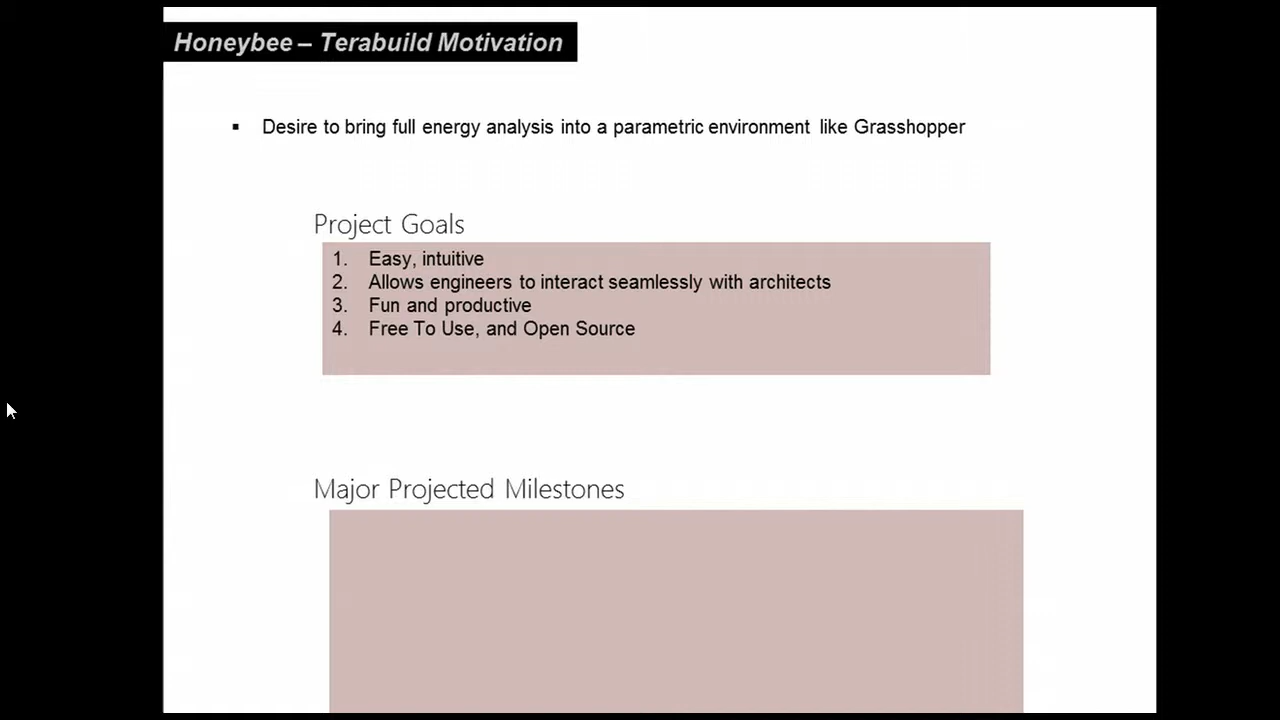 Honeybee – Terabuild Motivation
▪ Desire to bring full energy analysis into a parametric environment like Grasshopper
Project Goals
1. Easy, intuitive
2. Allows engineers to interact seamlessly with architects
3. Fun and productive
4. Free To Use, and Open Source
Major Projected Milestones